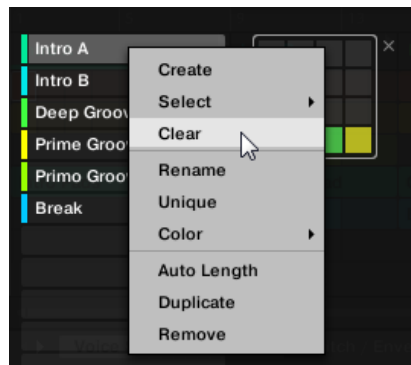 Intro A
Intro B
Deep Groov
Prime Groo
Primo Groo
Break
Create
Select
Clear
Rename
Unique
Color
Auto Length
Duplicate
Remove
Voice